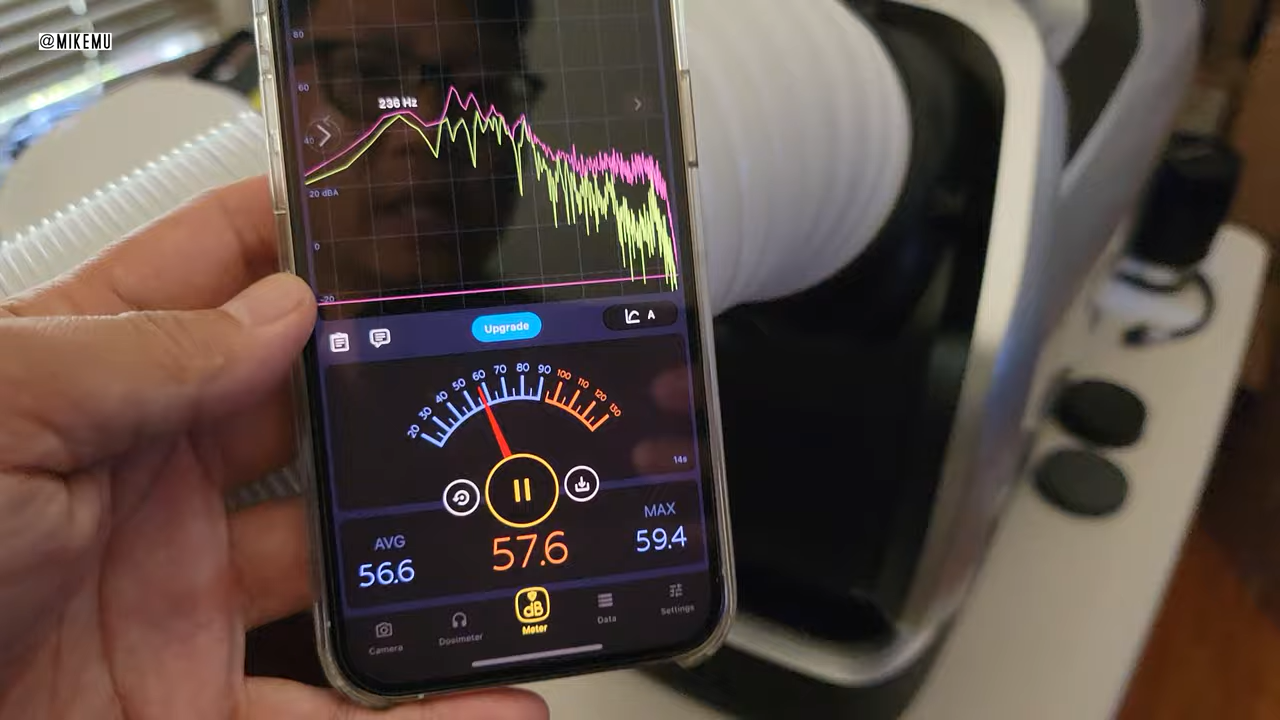 @MIKEMU
80
60
236 Hz
40
20 dBA
0
-20
Upgrade
A
20 30 40 50 60 70 80 90 100 110 120 130
14s
AVG
56.6
57.6
MAX
59.4
Camera
Dosimeter
dB
Meter
Data
Settings